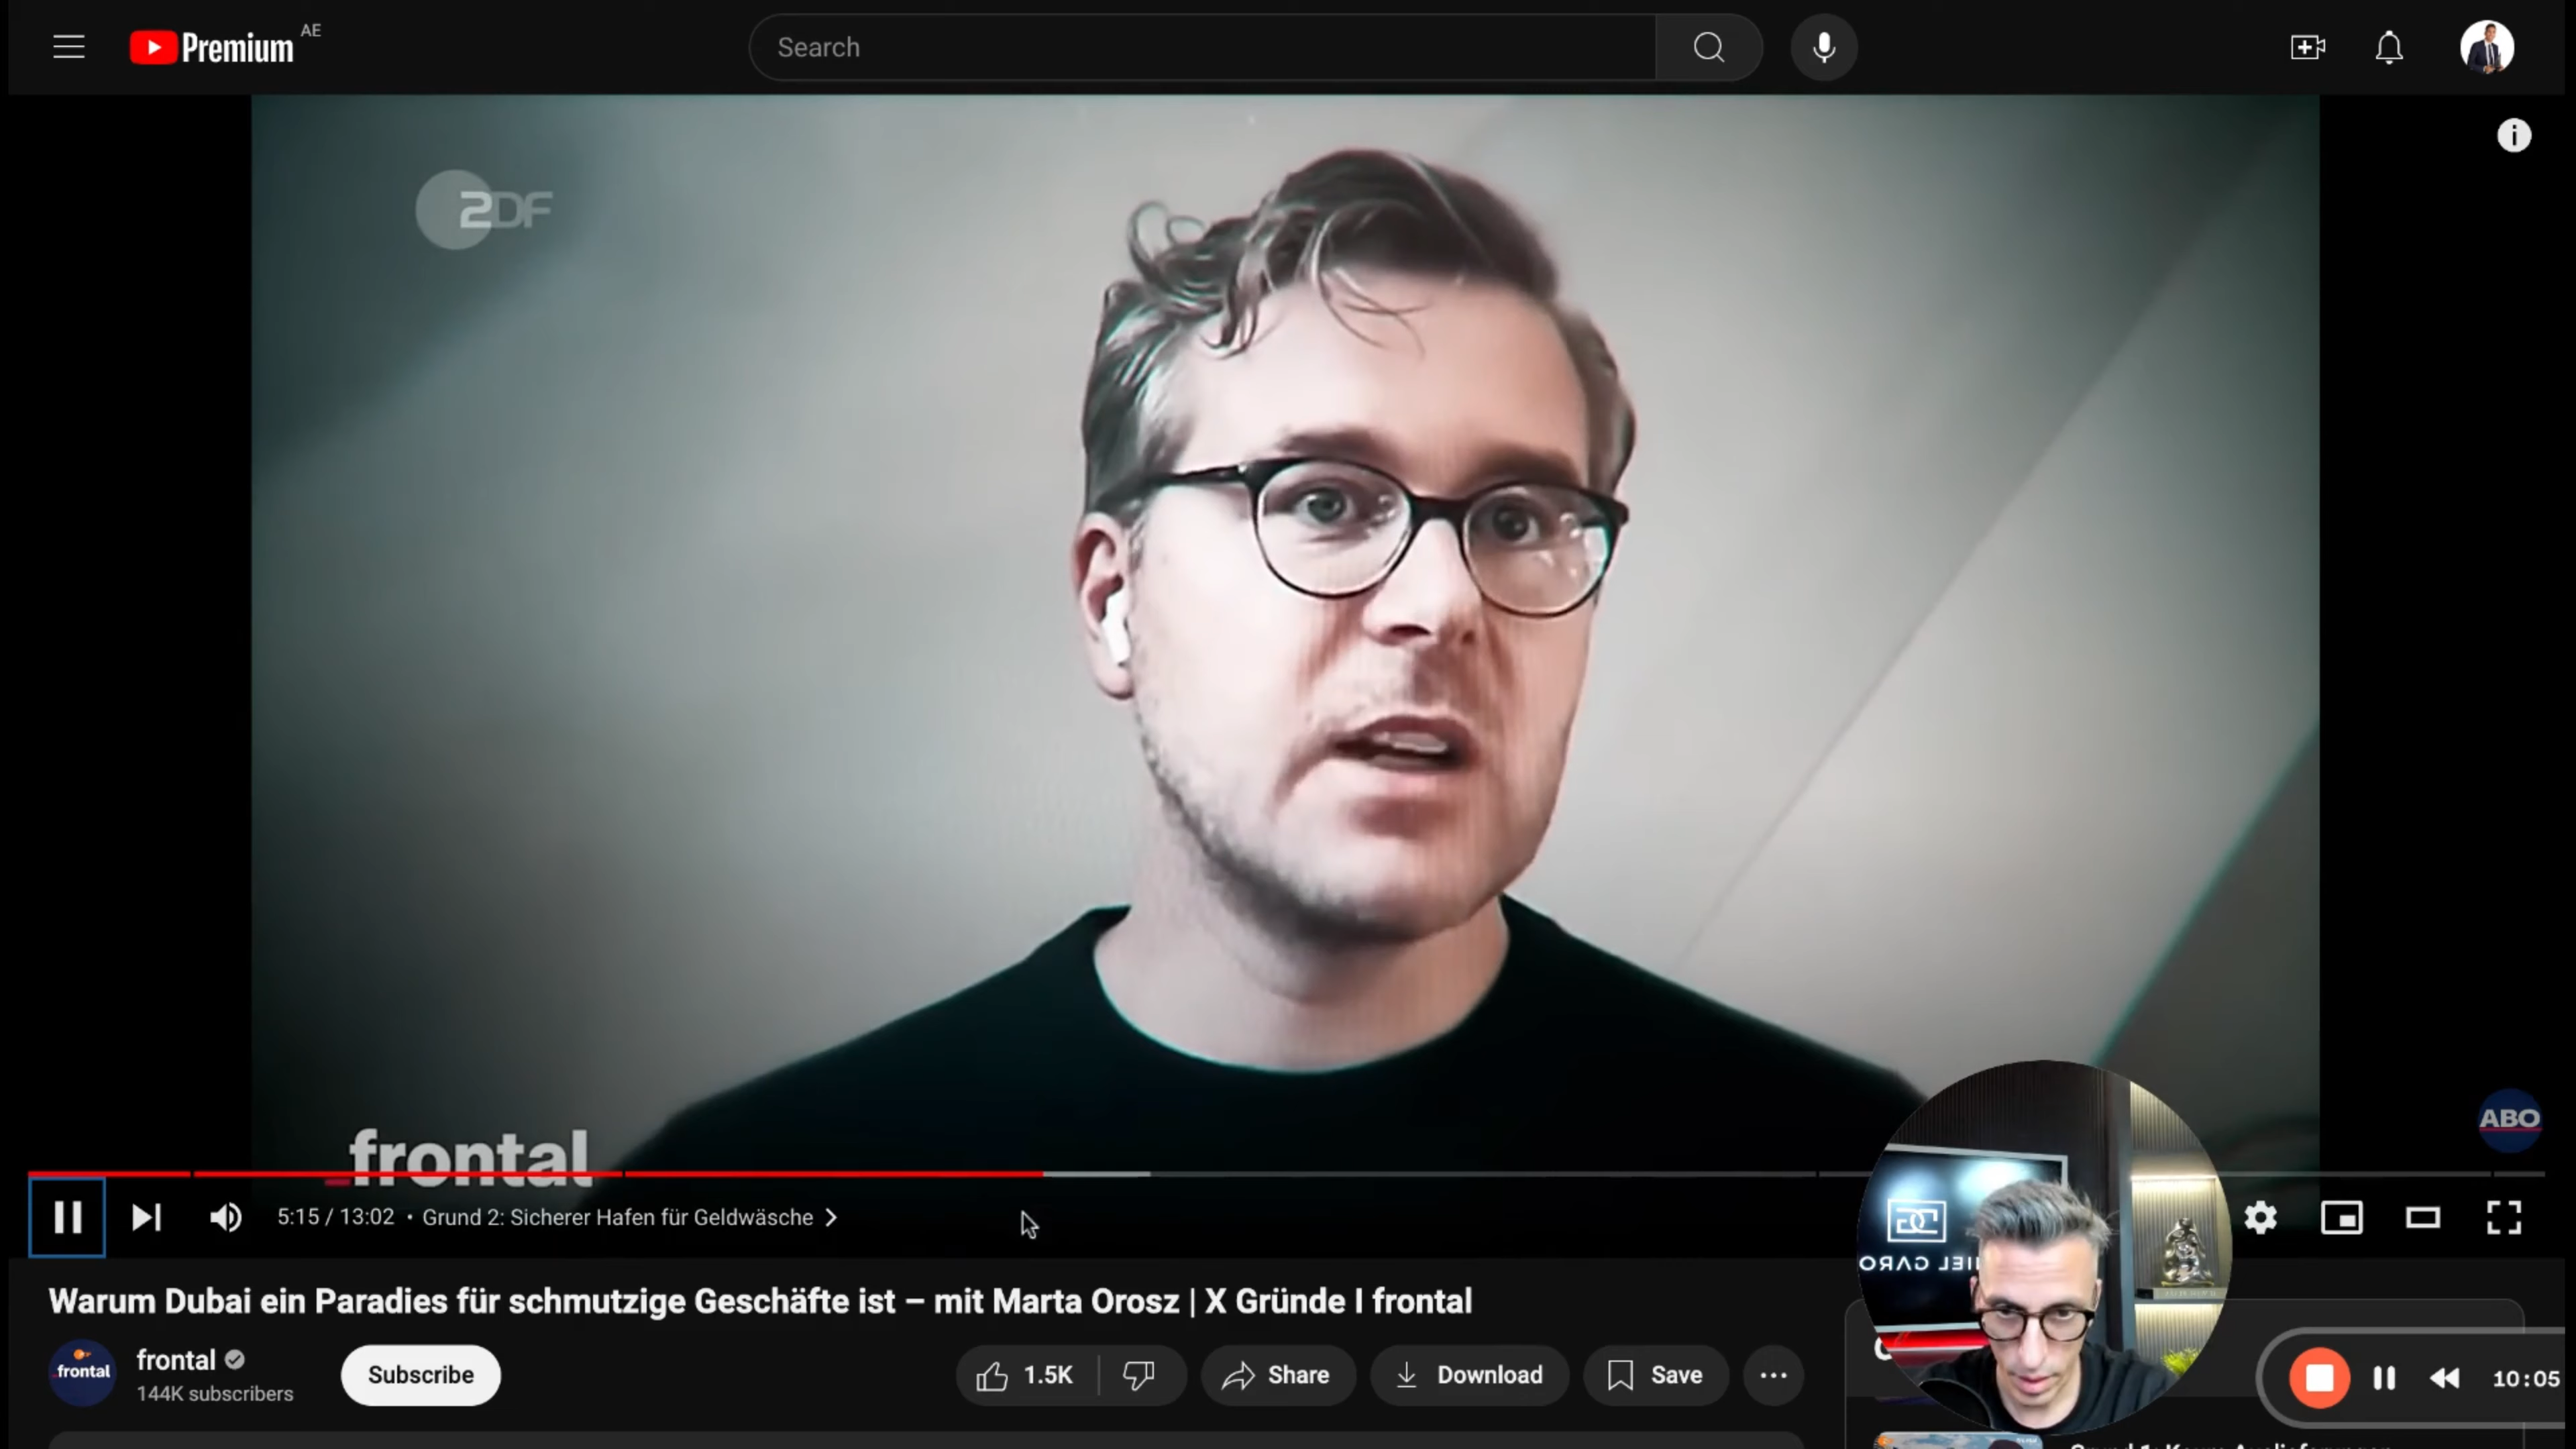 Premium AE
Search
ZDF
frontal
ABO
5:15 / 13:02 • Grund 2: Sicherer Hafen für Geldwäsche
Warum Dubai ein Paradies für schmutzige Geschäfte ist – mit Marta Orosz | X Gründe I frontal
frontal
frontal
144K subscribers
Subscribe
1.5K
Share
Download
Save
10:05